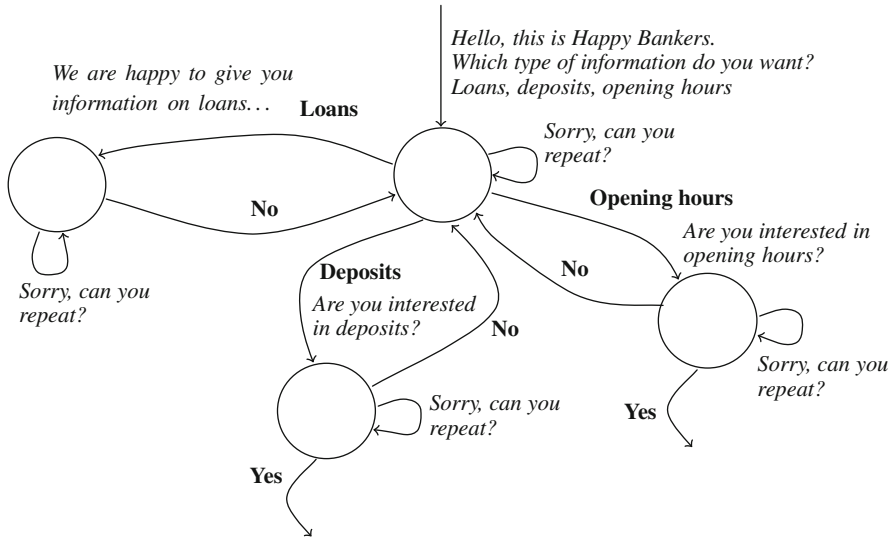 Hello, this is Happy Bankers.
Which type of information do you want?
Loans, deposits, opening hours
We are happy to give you
information on loans...
Loans
Sorry, can you
repeat?
No
Opening hours
Are you interested in
opening hours?
No
Deposits
Are you interested
in deposits?
No
Sorry, can you
repeat?
Sorry, can you
repeat?
Yes
Sorry, can you
repeat?
Yes